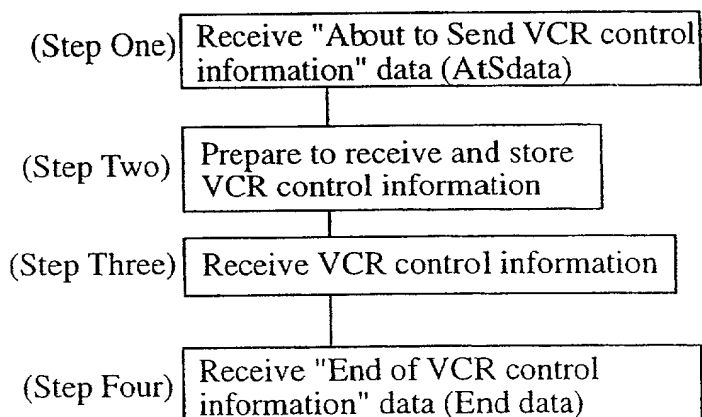 (Step One)
Receive "About to Send VCR control
information" data (AtSdata)
(Step Two)
Prepare to receive and store
VCR control information
(Step Three)
Receive VCR control information
(Step Four)
Receive "End of VCR control
information" data (End data)